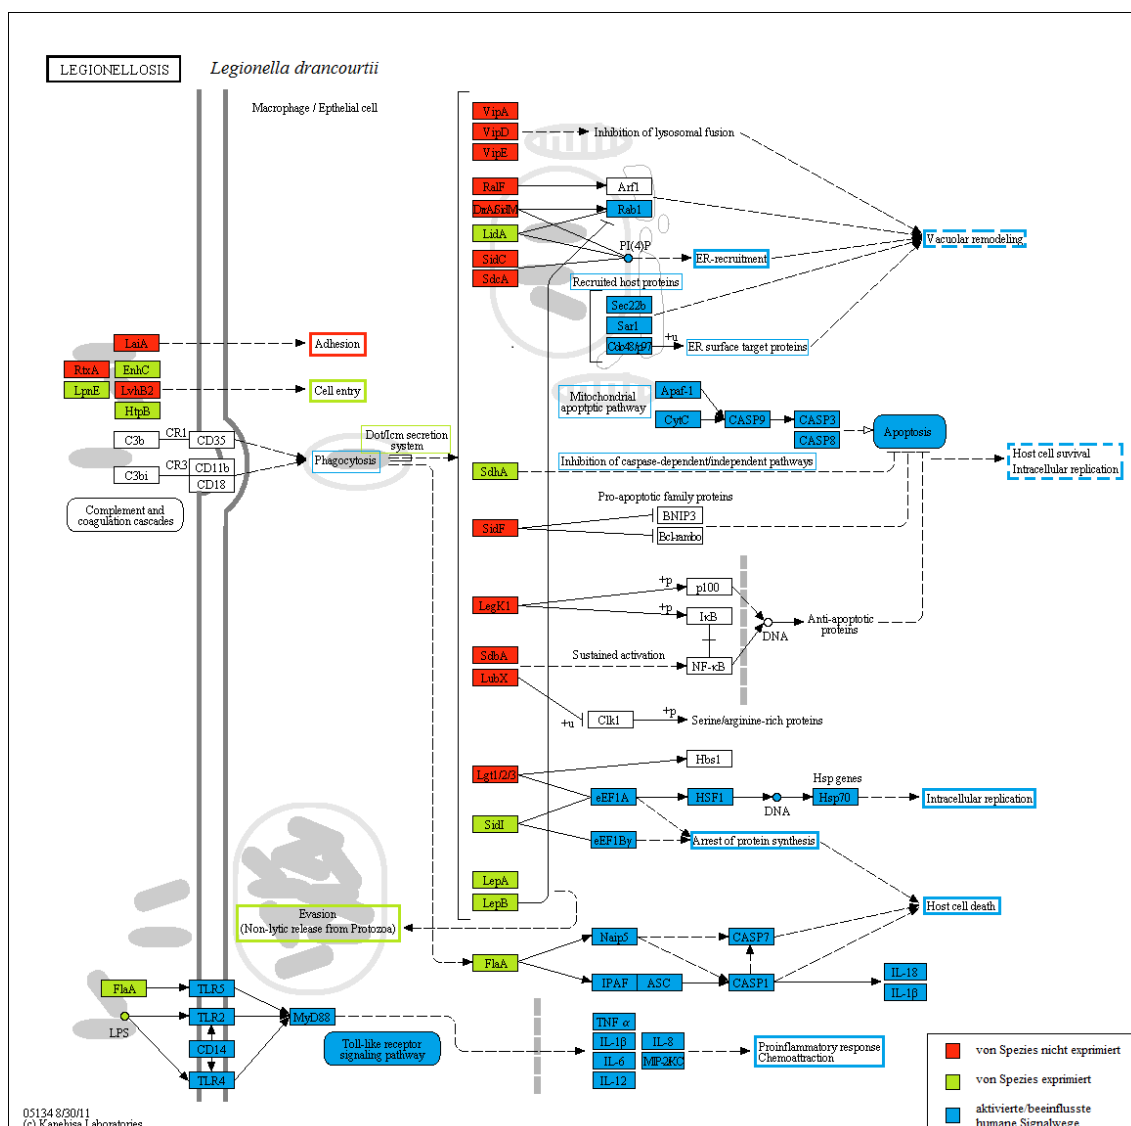 LEGIONELLOSIS
Legionella drancourtii
Macrophage / Epthelial cell
VipA
VipD
VipE
Inhibition of lysosomal fusion
RalF
Arf1
DrrA/SidM
Rab1
LidA
PI(4)P
SidC
SdcA
ER-recruitment
Vacuolar remodeling
Recruited host proteins
Sec22b
Sar1
Cdc48/p97
+u
ER surface target proteins
LaiA
Adhesion
RtxA
EnhC
LpnE
LvhB2
Cell entry
HtpB
Mitochondrial
apoptptic pathway
Apaf-1
CytC
CASP9
CASP3
CASP8
Apoptosis
C3b
CR1
CD35
C3bi
CR3
CD11b
CD18
Phagocytosis
Dot/Icm secretion
system
SdhA
Inhibition of caspase-dependent/independent pathways
Host cell suvival
Intracellular replication
Complement and
coagulation cascades
Pro-apoptotic family proteins
SidF
BNIP3
Bcl-rambo
LegK1
+p
p100
+p
IκB
DNA
Anti-apoptotic
proteins
SdbA
Sustained activation
NF-κB
LubX
+u
Clk1
+p
Serine/arginine-rich proteins
Lgt1/2/3
Hbs1
Hsp genes
eEF1A
HSF1
DNA
Hsp70
Intracellular replication
SidI
eEF1Bγ
Arrest of protein synthesis
LepA
LepB
Evasion
(Non-lytic release from Protozoa)
Host cell death
FlaA
Naip5
CASP7
IPAF
ASC
CASP1
IL-18
IL-1β
FlaA
TLR5
LPS
TLR2
MyD88
CD14
TLR4
Toll-like receptor
signaling pathway
TNF α
IL-1β
IL-8
IL-6
MIP2KC
IL-12
Proinflammatory response
Chemoattraction
von Spezies nicht exprimiert
von Spezies exprimiert
aktivierte/beeinflusste
humane Signalwege
05134 8/30/11
(c) Kanehisa Laboratories